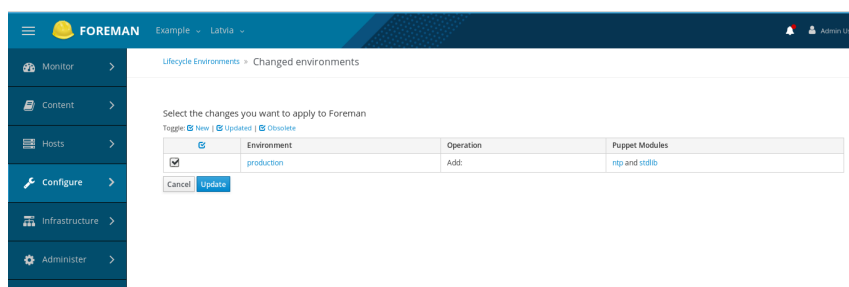 FOREMAN Example Latvia Admin U
Monitor
Content
Hosts
Configure
Infrastructure
Administer
Lifecycle Environments » Changed environments
Select the changes you want to apply to Foreman
Toggle: New | Updated | Obsolete
Environment Operation Puppet Modules
production Add: ntp and stdlib
Cancel Update